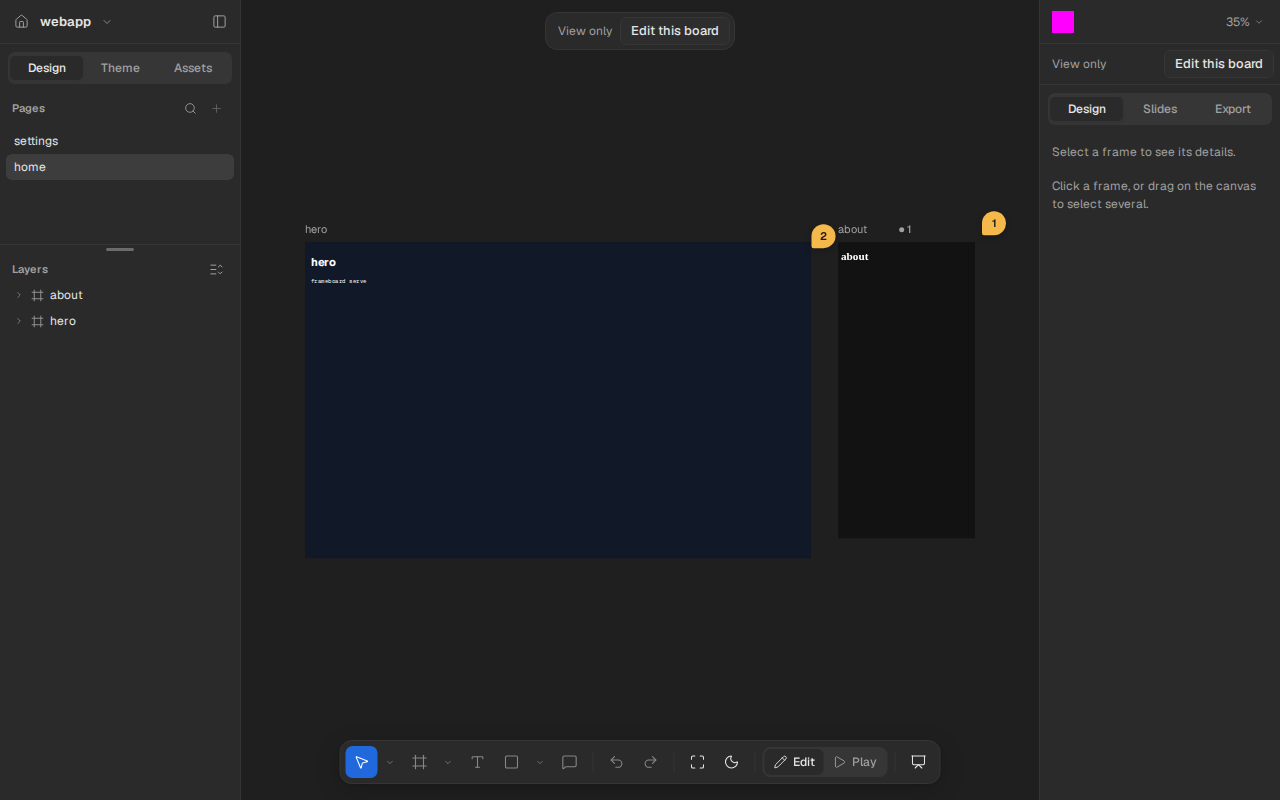 webapp
View only
Edit this board
35%
View only
Edit this board
Design
Theme
Assets
Design
Slides
Export
Pages
settings
home
Select a frame to see its details.
Click a frame, or drag on the canvas
to select several.
hero
2
about
1
1
hero
frameboard serve
about
Layers
about
hero
Edit
Play